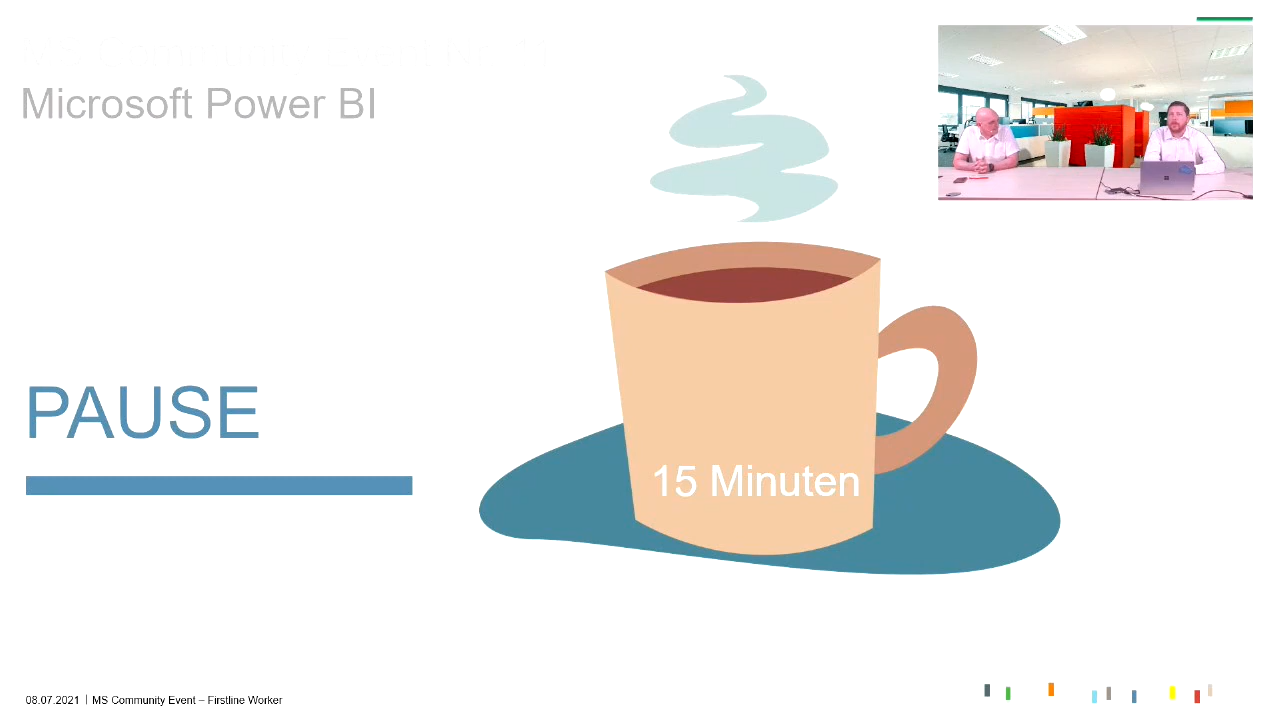 Microsoft Power BI
PAUSE
15 Minuten
08.07.2021 | MS Community Event – Firstline Worker